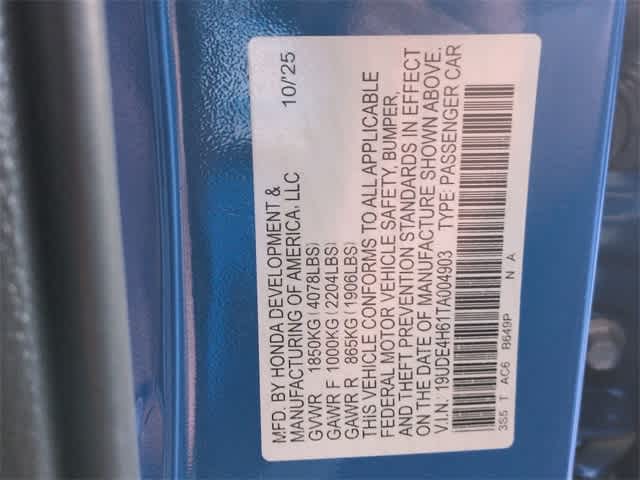 MFD. BY HONDA DEVELOPMENT & 10/'25
MANUFACTURING OF AMERICA, LLC
GVWR 1850KG (4078LBS)
GAWR F 1000KG (2204LBS)
GAWR R 865KG (1906LBS)
THIS VEHICLE CONFORMS TO ALL APPLICABLE
FEDERAL MOTOR VEHICLE SAFETY, BUMPER,
AND THEFT PREVENTION STANDARDS IN EFFECT
ON THE DATE OF MANUFACTURE SHOWN ABOVE.
V.I.N.: 19UDE4H61TA004903 TYPE: PASSENGER CAR
3S5 T AC6 B649P N A